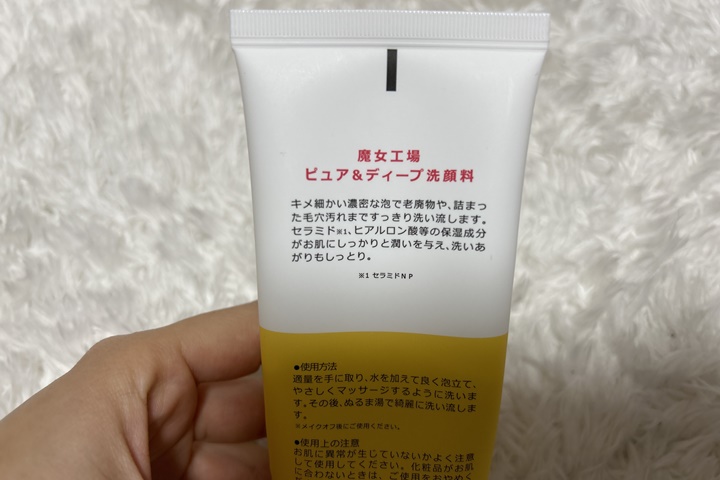 魔女工場
ピュア&ディープ洗顔料
キメ細かい濃密な泡で老廃物や、詰まっ
た毛穴汚れまですっきり洗い流します。
セラミド※1、ヒアルロン酸等の保湿成分
がお肌にしっかりと潤いを与え、洗いあ
がりもしっとり。
※1 セラミドNP
●使用方法
適量を手に取り、水を加えて良く泡立て、
やさしくマッサージするように洗いま
す。その後、ぬるま湯で綺麗に洗い流しま
す。
※メイクオフ後にご使用ください。
●使用上の注意
お肌に異常が生じていないかよく注意
して使用してください。化粧品がお肌
に合わないときは、ご使用をおやめく